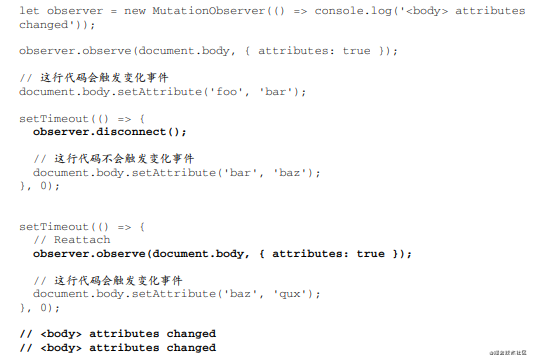 let observer = new MutationObserver(() => console.log('<body> attributes
changed'));
observer.observe(document.body, { attributes: true });
// 这行代码会触发变化事件
document.body.setAttribute('foo', 'bar');
setTimeout(() => {
observer.disconnect();
// 这行代码不会触发变化事件
document.body.setAttribute('bar', 'baz');
}, 0);
setTimeout(() => {
// Reattach
observer.observe(document.body, { attributes: true });
// 这行代码会触发变化事件
document.body.setAttribute('baz', 'qux');
}, 0);
// <body> attributes changed
// <body> attributes changed
@稀土掘金技术社区